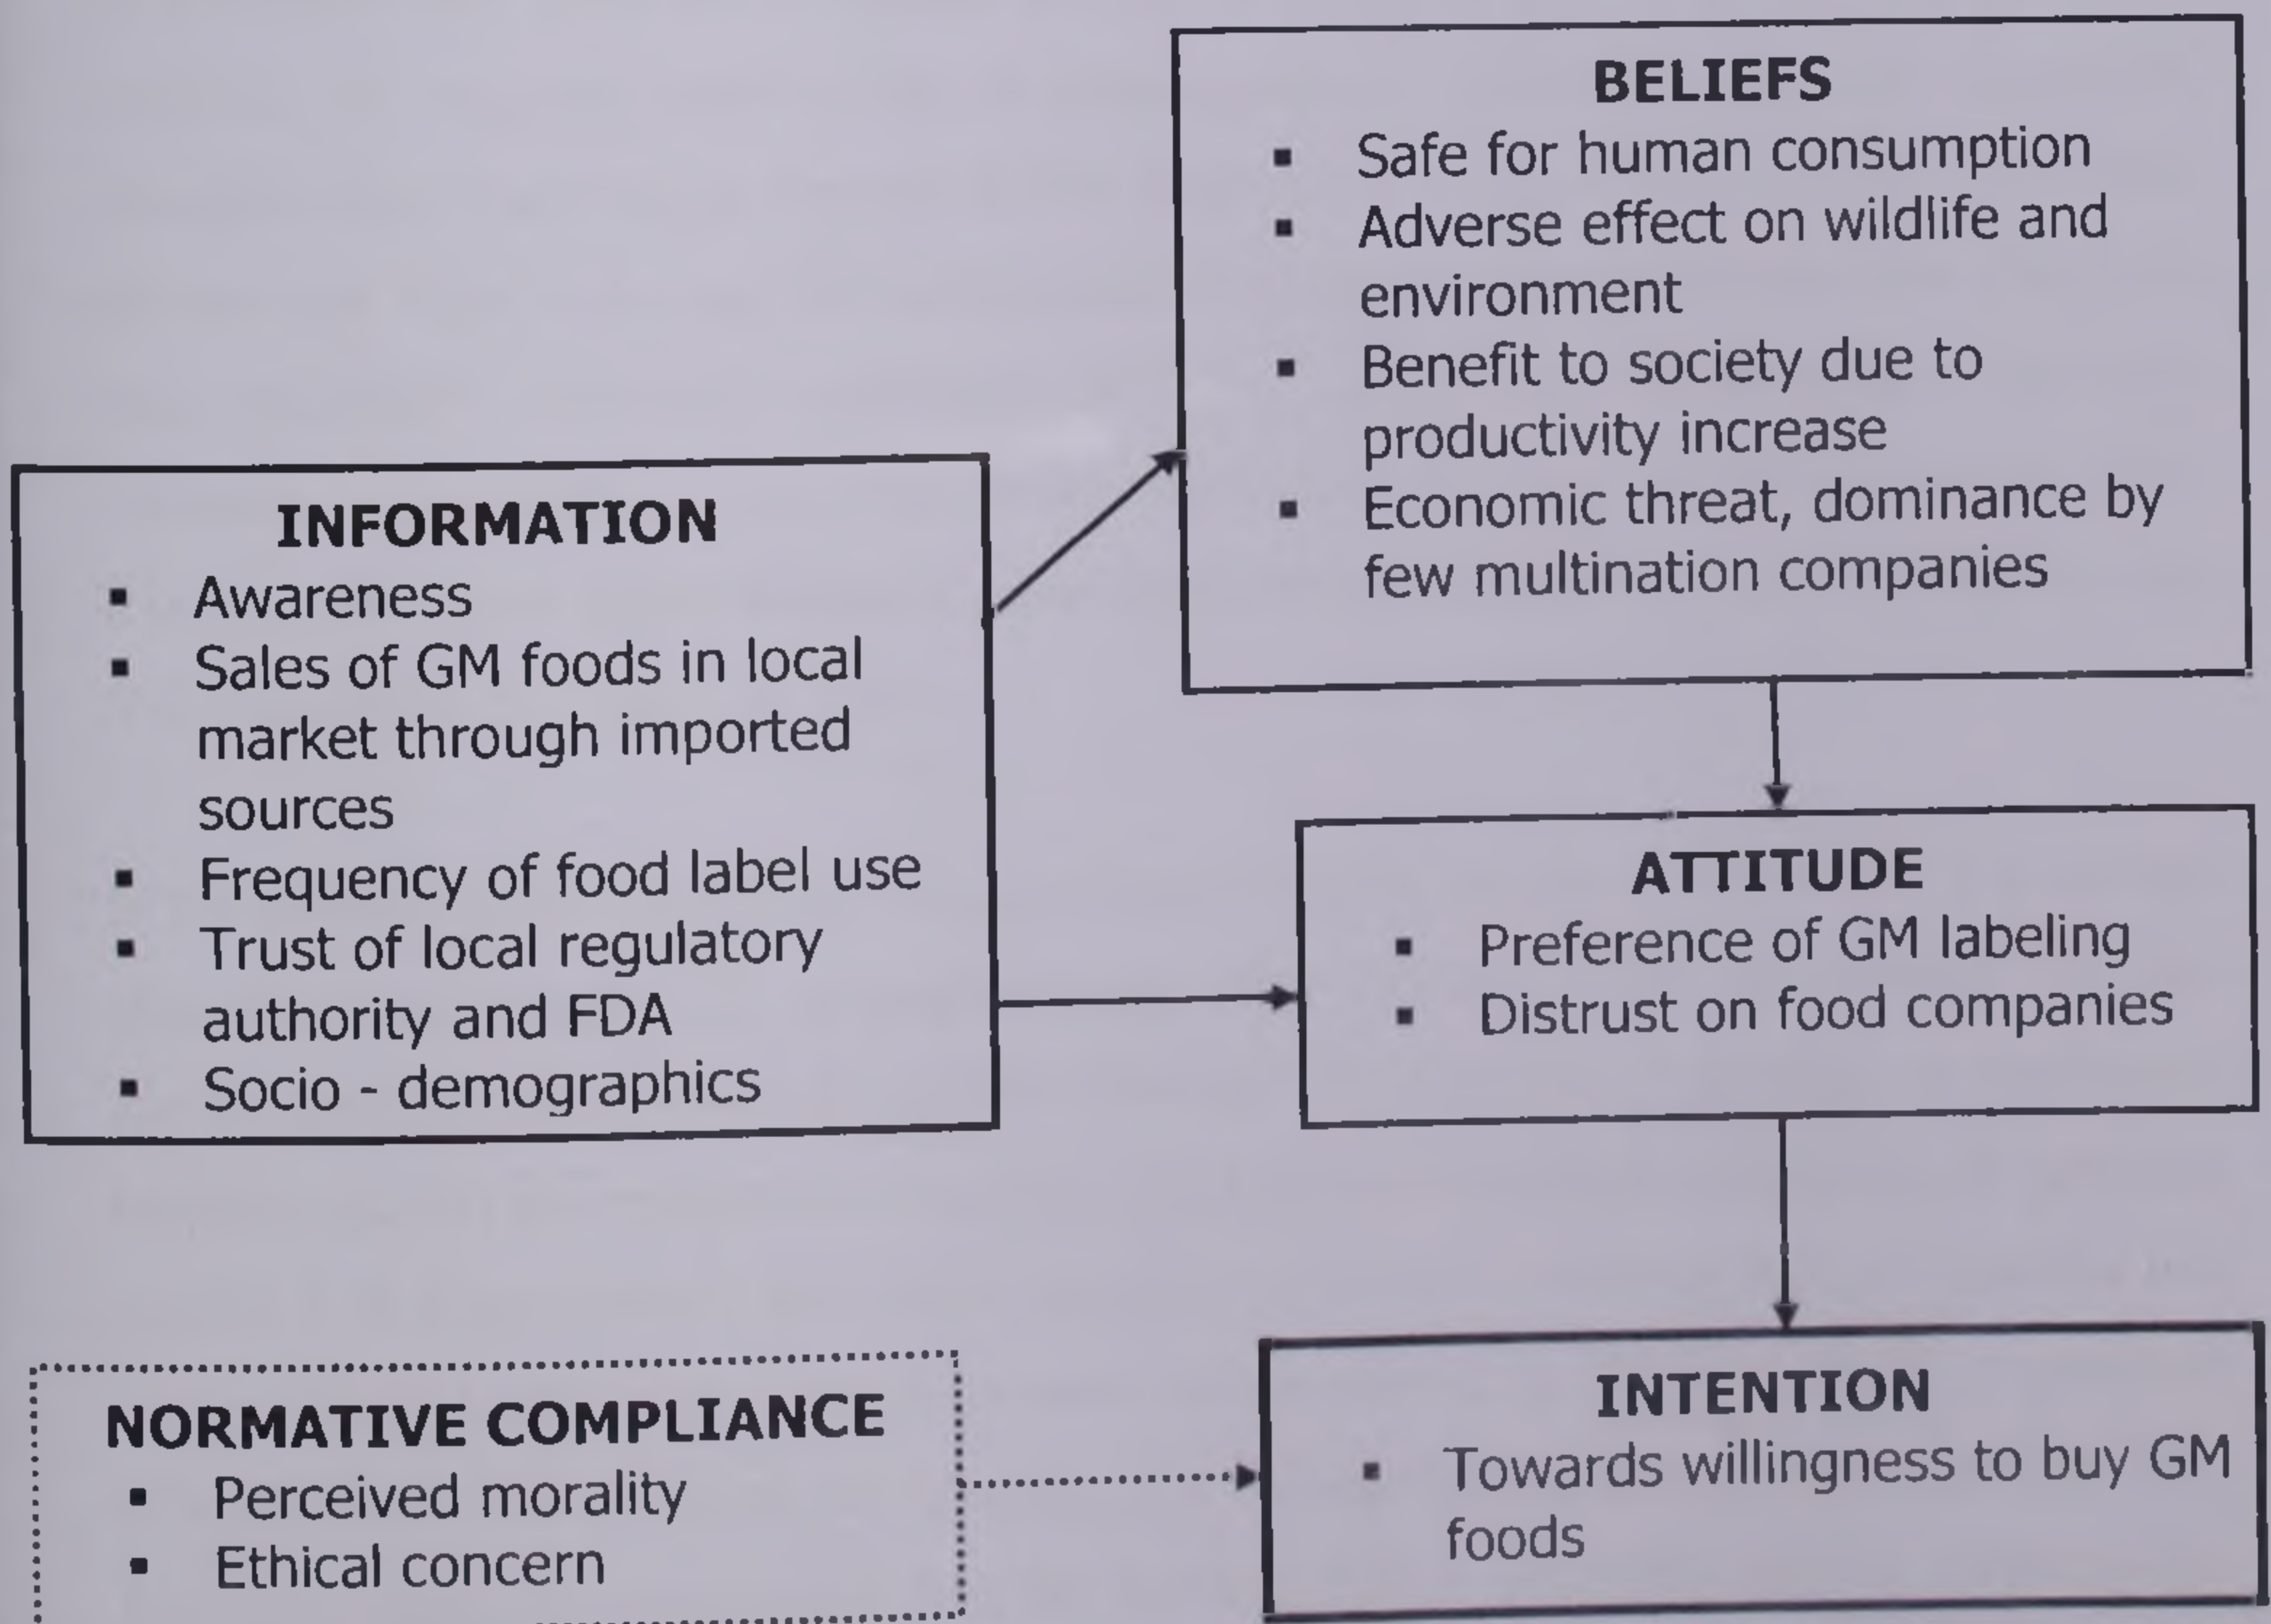 BELIEFS
▪ Safe for human consumption
▪ Adverse effect on wildlife and
environment
▪ Benefit to society due to
productivity increase
▪ Economic threat, dominance by
few multination companies
INFORMATION
▪ Awareness
▪ Sales of GM foods in local
market through imported
sources
▪ Frequency of food label use
▪ Trust of local regulatory
authority and FDA
▪ Socio - demographics
ATTITUDE
▪ Preference of GM labeling
▪ Distrust on food companies
NORMATIVE COMPLIANCE
▪ Perceived morality
▪ Ethical concern
INTENTION
▪ Towards willingness to buy GM
foods